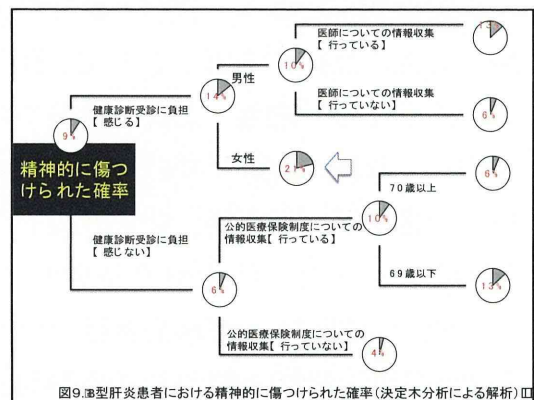 医師についての情報収集
【 行っている】
13%
男性
10%
医師についての情報収集
【 行っていない】
6%
健康診断受診に負担
【 感じる】
14%
9%
女性
21%
精神的に傷つ
けられた確率
70歳以上
6%
公的医療保険制度についての
情報収集【 行っている】
10%
健康診断受診に負担
【 感じない】
69歳以下
13%
6%
公的医療保険制度についての
情報収集【 行っていない】
4%
図9.B型肝炎患者における精神的に傷つけられた確率(決定木分析による解析)